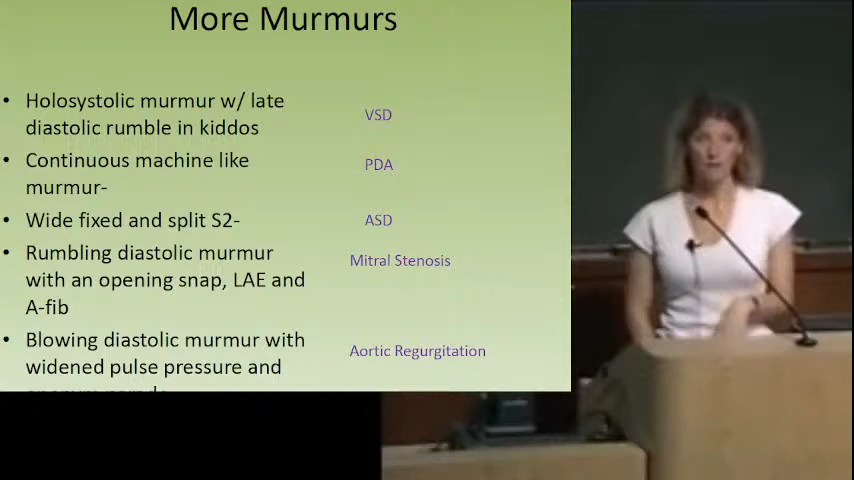 More Murmurs
• Holosystolic murmur w/ late
diastolic rumble in kiddos
VSD
• Continuous machine like
murmur-
PDA
• Wide fixed and split S2-
ASD
• Rumbling diastolic murmur
with an opening snap, LAE and
A-fib
Mitral Stenosis
• Blowing diastolic murmur with
widened pulse pressure and
Aortic Regurgitation